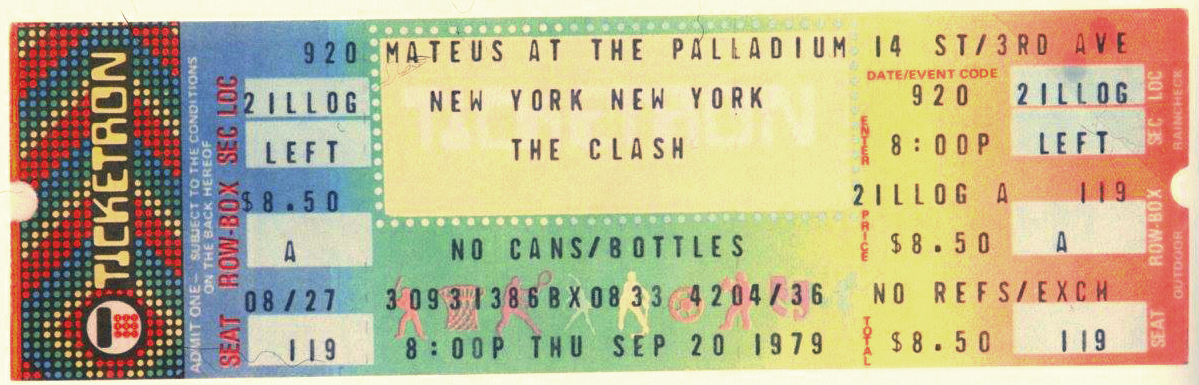 TICKETRON
ADMIT ONE - SUBJECT TO THE CONDITIONS
ON THE BACK HEREOF
SEC LOC
ROW-BOX
SEAT
920
21LLOG
LEFT
$8.50
A
08/27
119
MATEUS AT THE PALLADIUM
NEW YORK NEW YORK
THE CLASH
NO CANS/BOTTLES
30931386BX0833 4204/36
8:00P THU SEP 20 1979
14 ST/3RD AVE
DATE/EVENT CODE
920 21LLOG
ENTER
8:00P LEFT
21LLOG A 119
PRICE
$8.50 A
NO REFS/EXCH
TOTAL
$8.50 119
SEC LOC
ROW-BOX
SEAT
RAINCHECK
OUTDOOR